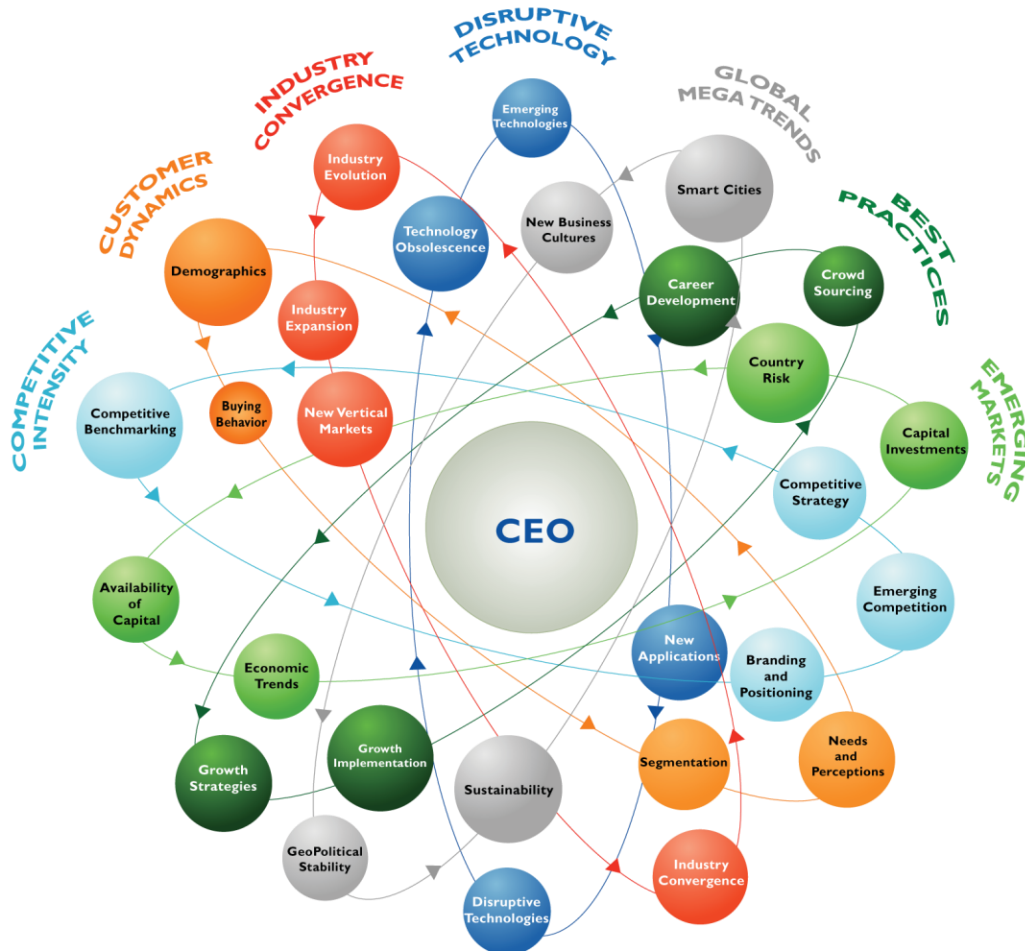 DISRUPTIVE
TECHNOLOGY
INDUSTRY
CONVERGENCE
GLOBAL
MEGA TRENDS
CUSTOMER
DYNAMICS
BEST
PRACTICES
COMPETITIVE
INTENSITY
EMERGING
MARKETS
Emerging
Technologies
Industry
Evolution
Smart Cities
Technology
Obsolescence
New Business
Cultures
Demographics
Career
Development
Crowd
Sourcing
Industry
Expansion
Country
Risk
Buying
Behavior
New Vertical
Markets
Competitive
Benchmarking
Capital
Investments
Competitive
Strategy
CEO
Availability
of
Capital
Emerging
Competition
New
Applications
Economic
Trends
Branding
and
Positioning
Growth
Strategies
Growth
Implementation
Sustainability
Segmentation
Needs
and
Perceptions
GeoPolitical
Stability
Industry
Convergence
Disruptive
Technologies